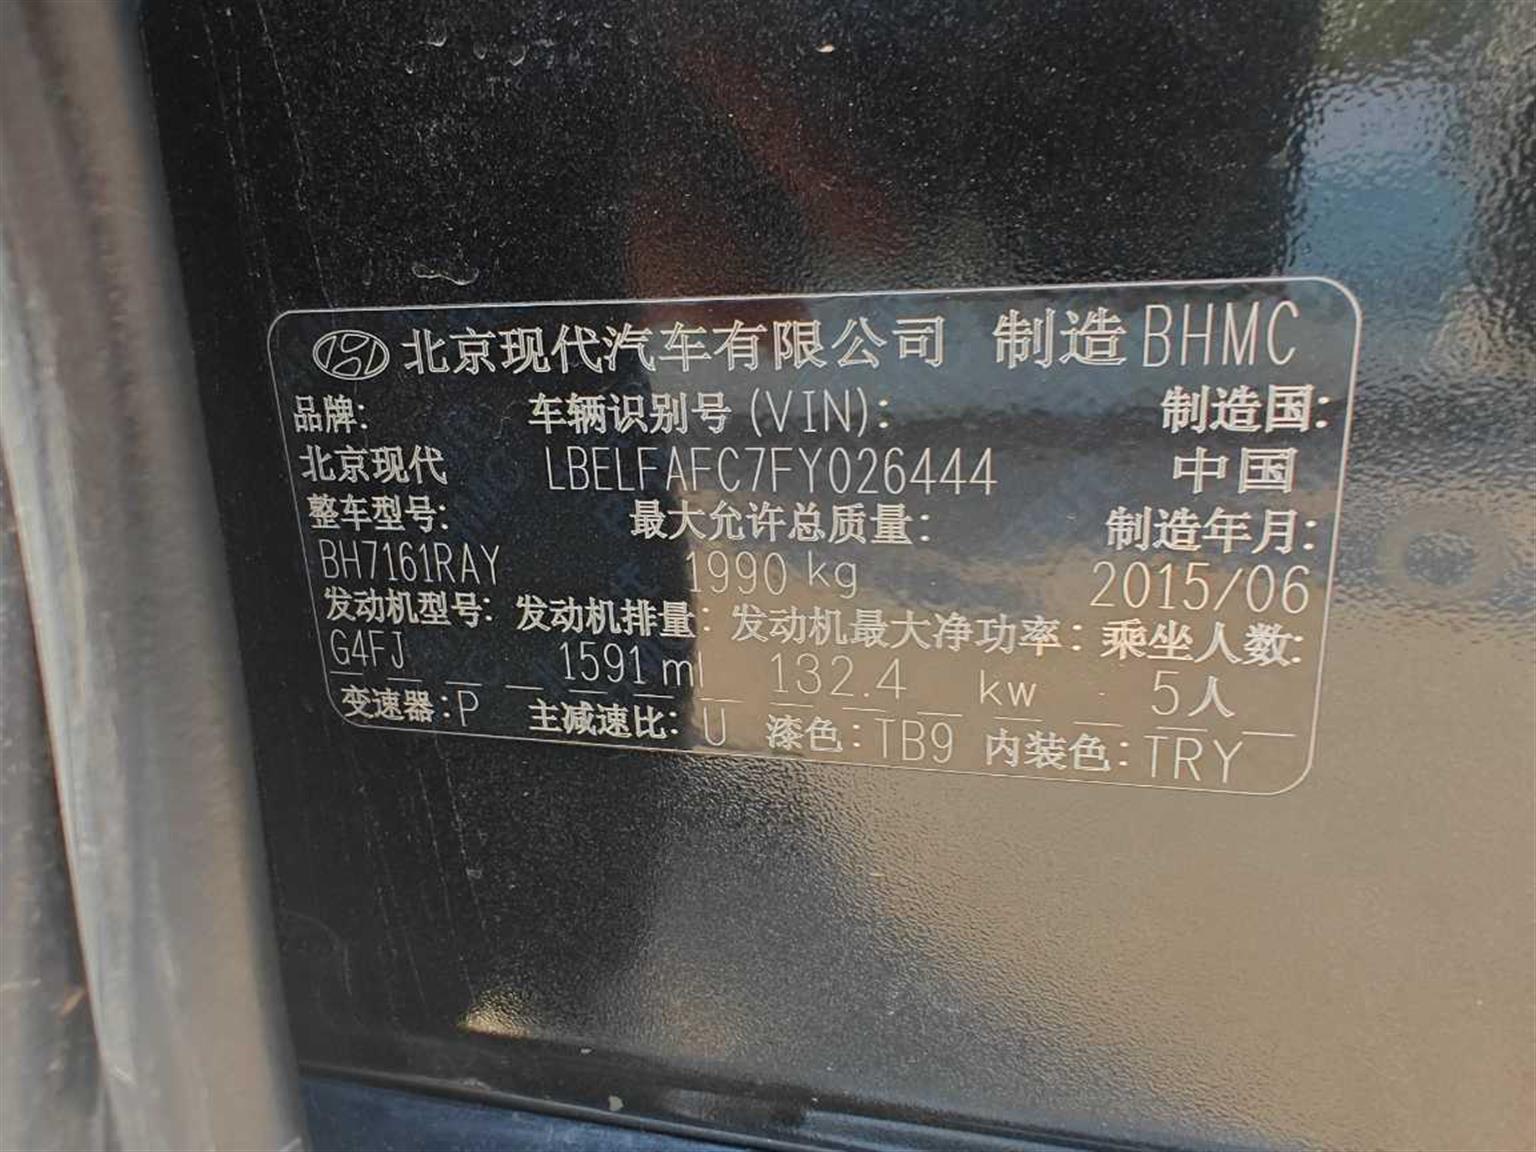 北京现代汽车有限公司 制造 BHMC
品牌: 车辆识别号 (VIN): 制造国:
北京现代 LBELFAFC7FY026444 中国
整车型号: 最大允许总质量: 制造年月:
BH7161RAY 1990 kg 2015/06
发动机型号: 发动机排量: 发动机最大净功率: 乘坐人数:
G4FJ 1591 ml 132.4 kw 5人
变速器:P 主减速比: U 漆色:TB9 内装色:TRY